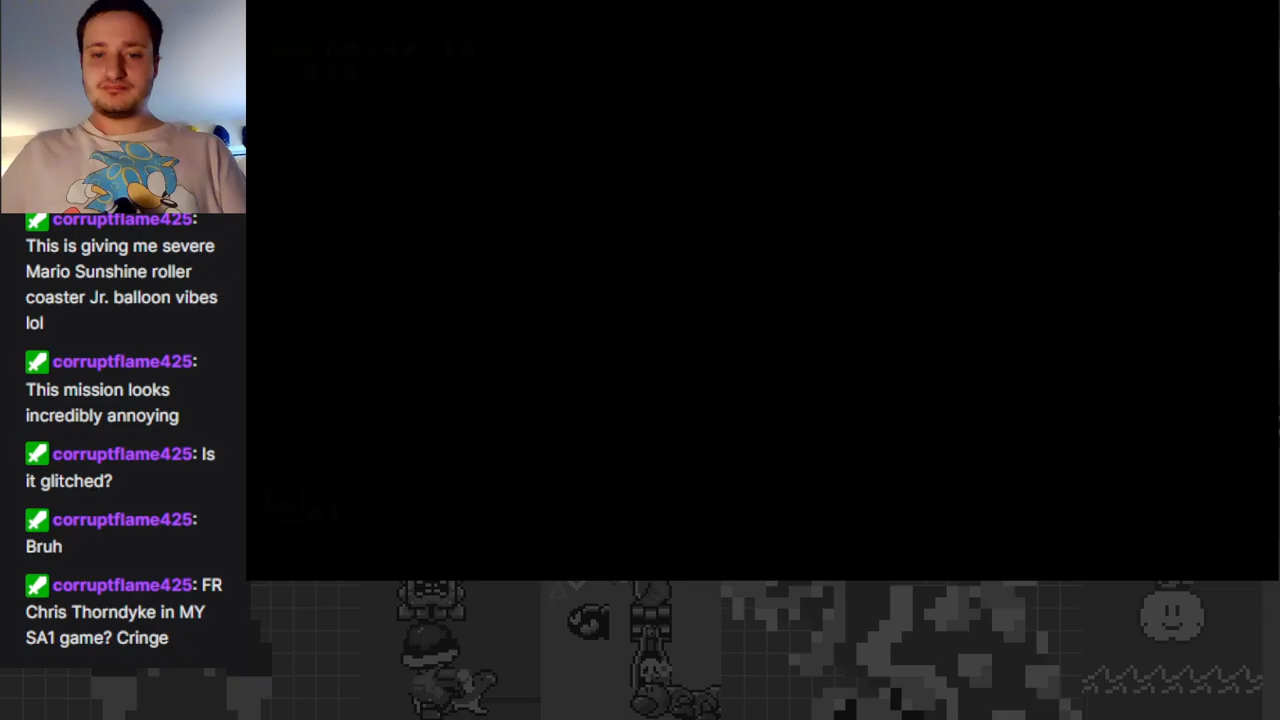 corruptflame425:
This is giving me severe
Mario Sunshine roller
coaster Jr. balloon vibes
lol
corruptflame425:
This mission looks
incredibly annoying
corruptflame425: Is
it glitched?
corruptflame425:
Bruh
corruptflame425: FR
Chris Thorndyke in MY
SA1 game? Cringe